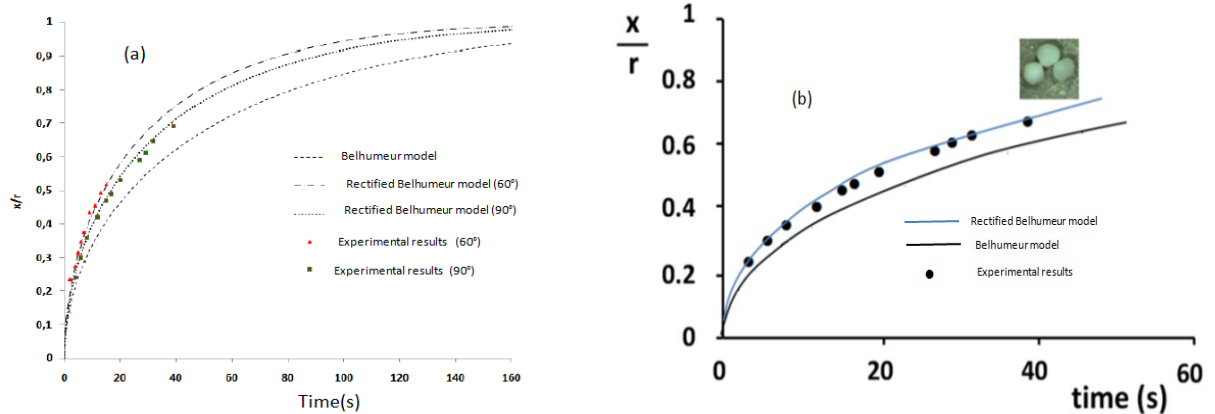 (a)
1
0,9
0,8
0,7
0,6
0,5
0,4
0,3
0,2
0,1
0
x/r
0 20 40 60 80 100 120 140 160
Time(s)
Belhumeur model
Rectified Belhumeur model (60°)
Rectified Belhumeur model (90°)
Experimental results (60°)
Experimental results (90°)
x
r
(b)
1
0.8
0.6
0.4
0.2
0
0 20 40 60
time (s)
Rectified Belhumeur model
Belhumeur model
Experimental results